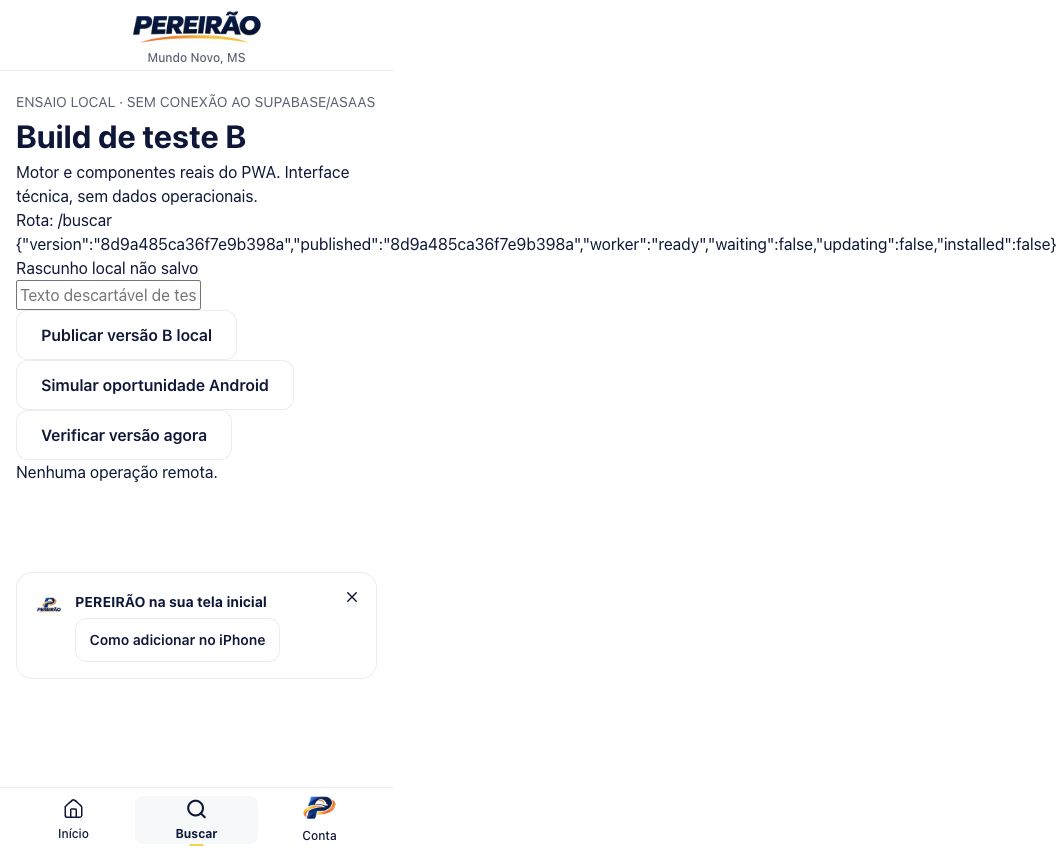 PEREIRÃO
Mundo Novo, MS
ENSAIO LOCAL · SEM CONEXÃO AO SUPABASE/ASAAS
Build de teste B
Motor e componentes reais do PWA. Interface
técnica, sem dados operacionais.
Rota: /buscar
{"version":"8d9a485ca36f7e9b398a","published":"8d9a485ca36f7e9b398a","worker":"ready","waiting":false,"updating":false,"installed":false}
Rascunho local não salvo
Texto descartável de tes
Publicar versão B local
Simular oportunidade Android
Verificar versão agora
Nenhuma operação remota.
PEREIRÃO
PEREIRÃO na sua tela inicial
Como adicionar no iPhone
Início
Buscar
Conta